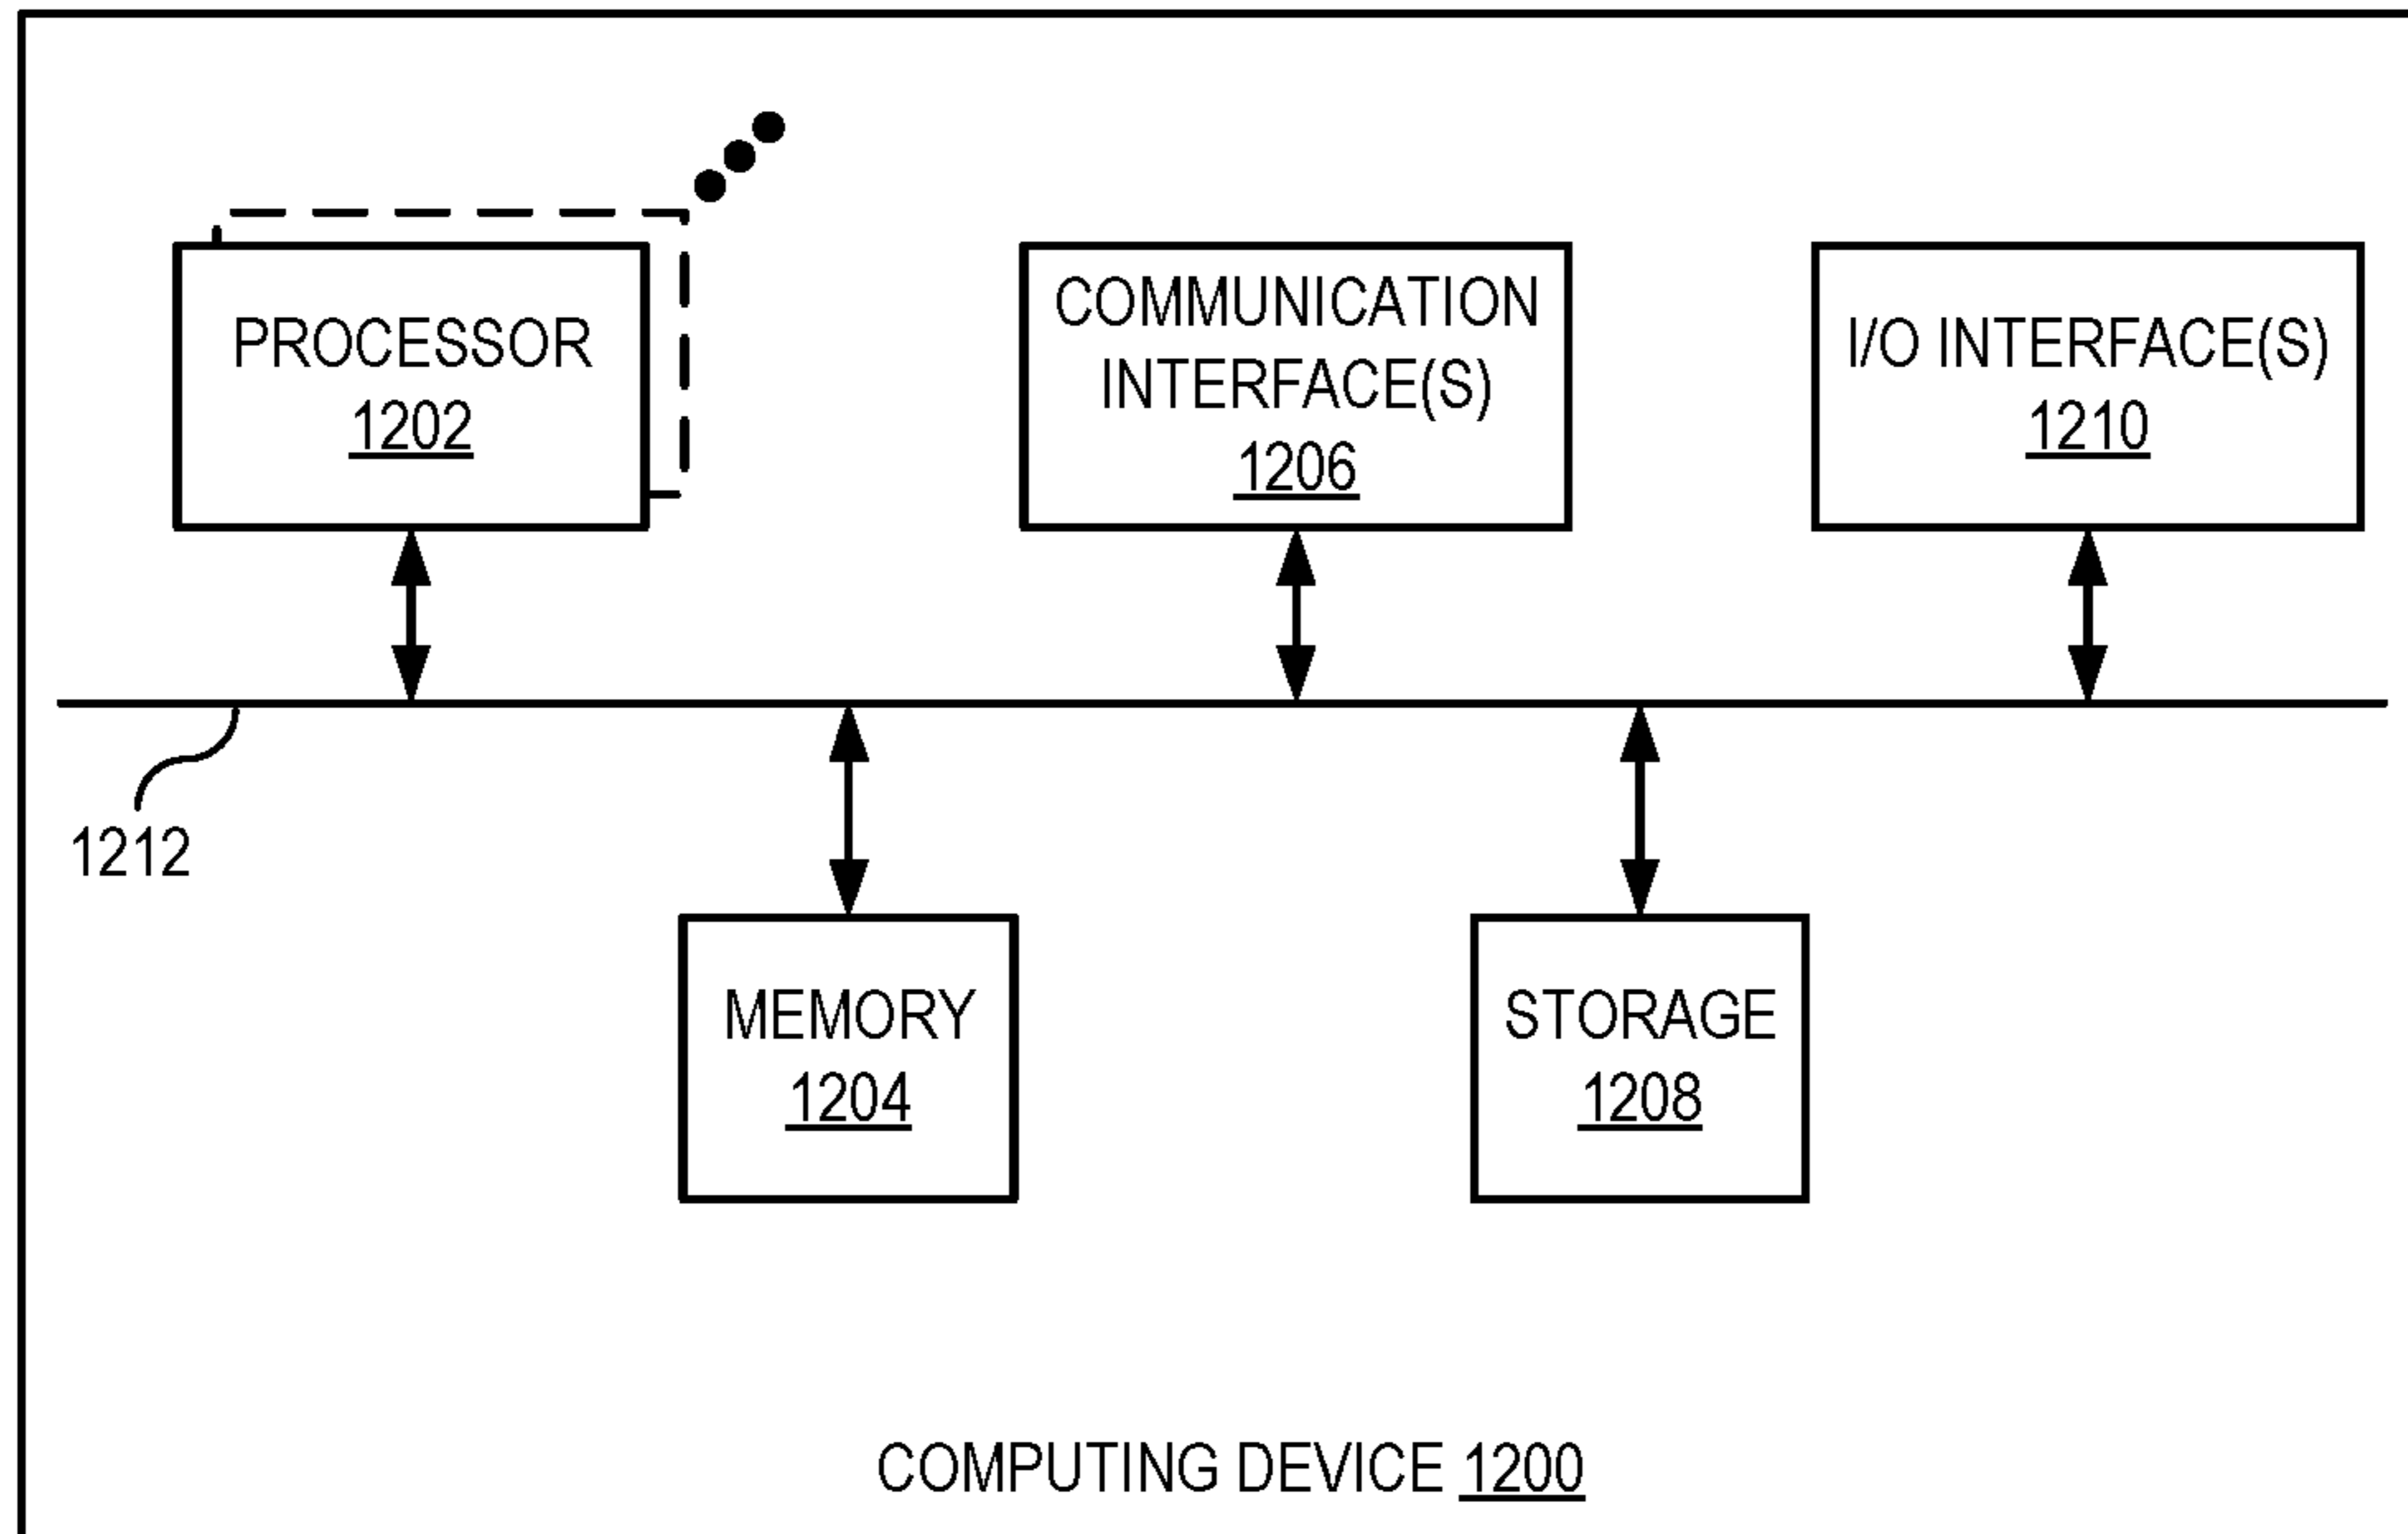 PROCESSOR
1202
COMMUNICATION
INTERFACE(S)
1206
I/O INTERFACE(S)
1210
1212
MEMORY
1204
STORAGE
1208
COMPUTING DEVICE 1200